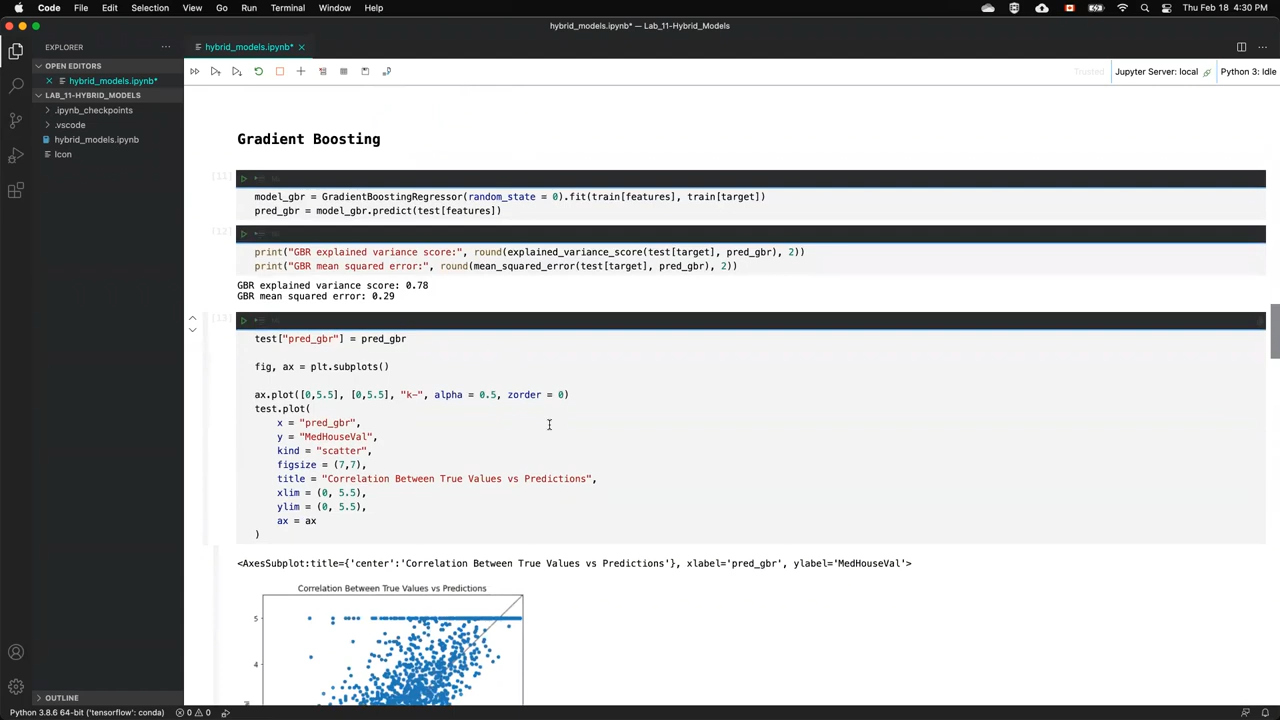 Code File Edit Selection View Go Run Terminal Window Help Thu Feb 18 4:30 PM
hybrid_models.ipynb* — Lab_11-Hybrid_Models
EXPLORER
hybrid_models.ipynb*
OPEN EDITORS
hybrid_models.ipynb*
LAB_11-HYBRID_MODELS
.ipynb_checkpoints
.vscode
hybrid_models.ipynb
Icon
OUTLINE
Trusted Jupyter Server: local Python 3: Idle
Gradient Boosting
[11]
model_gbr = GradientBoostingRegressor(random_state = 0).fit(train[features], train[target])
pred_gbr = model_gbr.predict(test[features])
[12]
print("GBR explained variance score:", round(explained_variance_score(test[target], pred_gbr), 2))
print("GBR mean squared error:", round(mean_squared_error(test[target], pred_gbr), 2))
GBR explained variance score: 0.78
GBR mean squared error: 0.29
[13]
test["pred_gbr"] = pred_gbr
fig, ax = plt.subplots()
ax.plot([0,5.5], [0,5.5], "k-", alpha = 0.5, zorder = 0)
test.plot(
x = "pred_gbr",
y = "MedHouseVal",
kind = "scatter",
figsize = (7,7),
title = "Correlation Between True Values vs Predictions",
xlim = (0, 5.5),
ylim = (0, 5.5),
ax = ax
)
<AxesSubplot:title={'center':'Correlation Between True Values vs Predictions'}, xlabel='pred_gbr', ylabel='MedHouseVal'>
Correlation Between True Values vs Predictions
5
4
Python 3.8.6 64-bit ('tensorflow': conda) 0 0